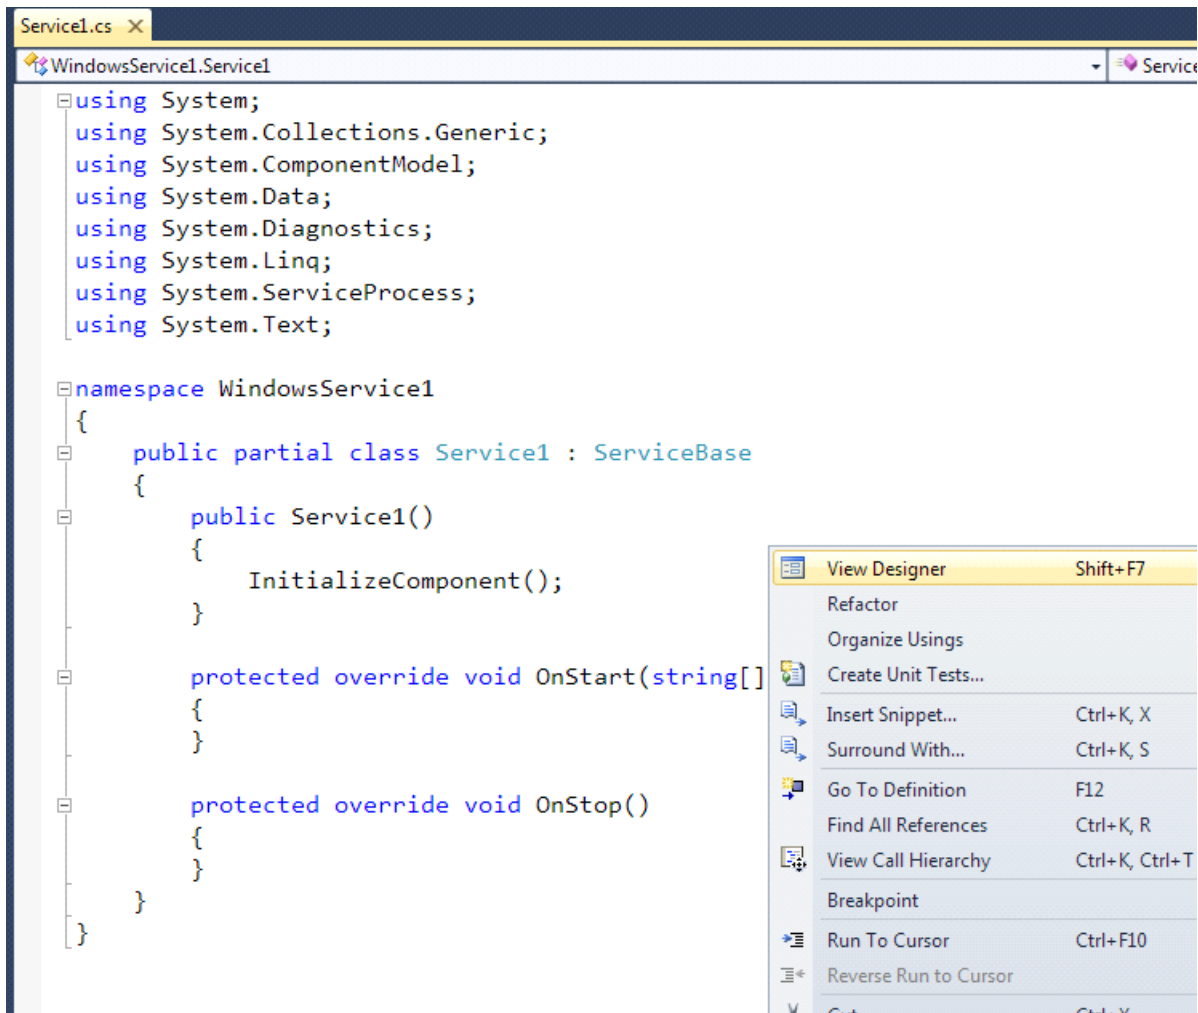 Service1.cs
WindowsService1.Service1
Service
using System;
using System.Collections.Generic;
using System.ComponentModel;
using System.Data;
using System.Diagnostics;
using System.Linq;
using System.ServiceProcess;
using System.Text;
namespace WindowsService1
{
public partial class Service1 : ServiceBase
{
public Service1()
{
InitializeComponent();
}
protected override void OnStart(string[]
{
}
protected override void OnStop()
{
}
}
}
View Designer Shift+F7
Refactor
Organize Usings
Create Unit Tests...
Insert Snippet... Ctrl+K, X
Surround With... Ctrl+K, S
Go To Definition F12
Find All References Ctrl+K, R
View Call Hierarchy Ctrl+K, Ctrl+T
Breakpoint
Run To Cursor Ctrl+F10
Reverse Run to Cursor